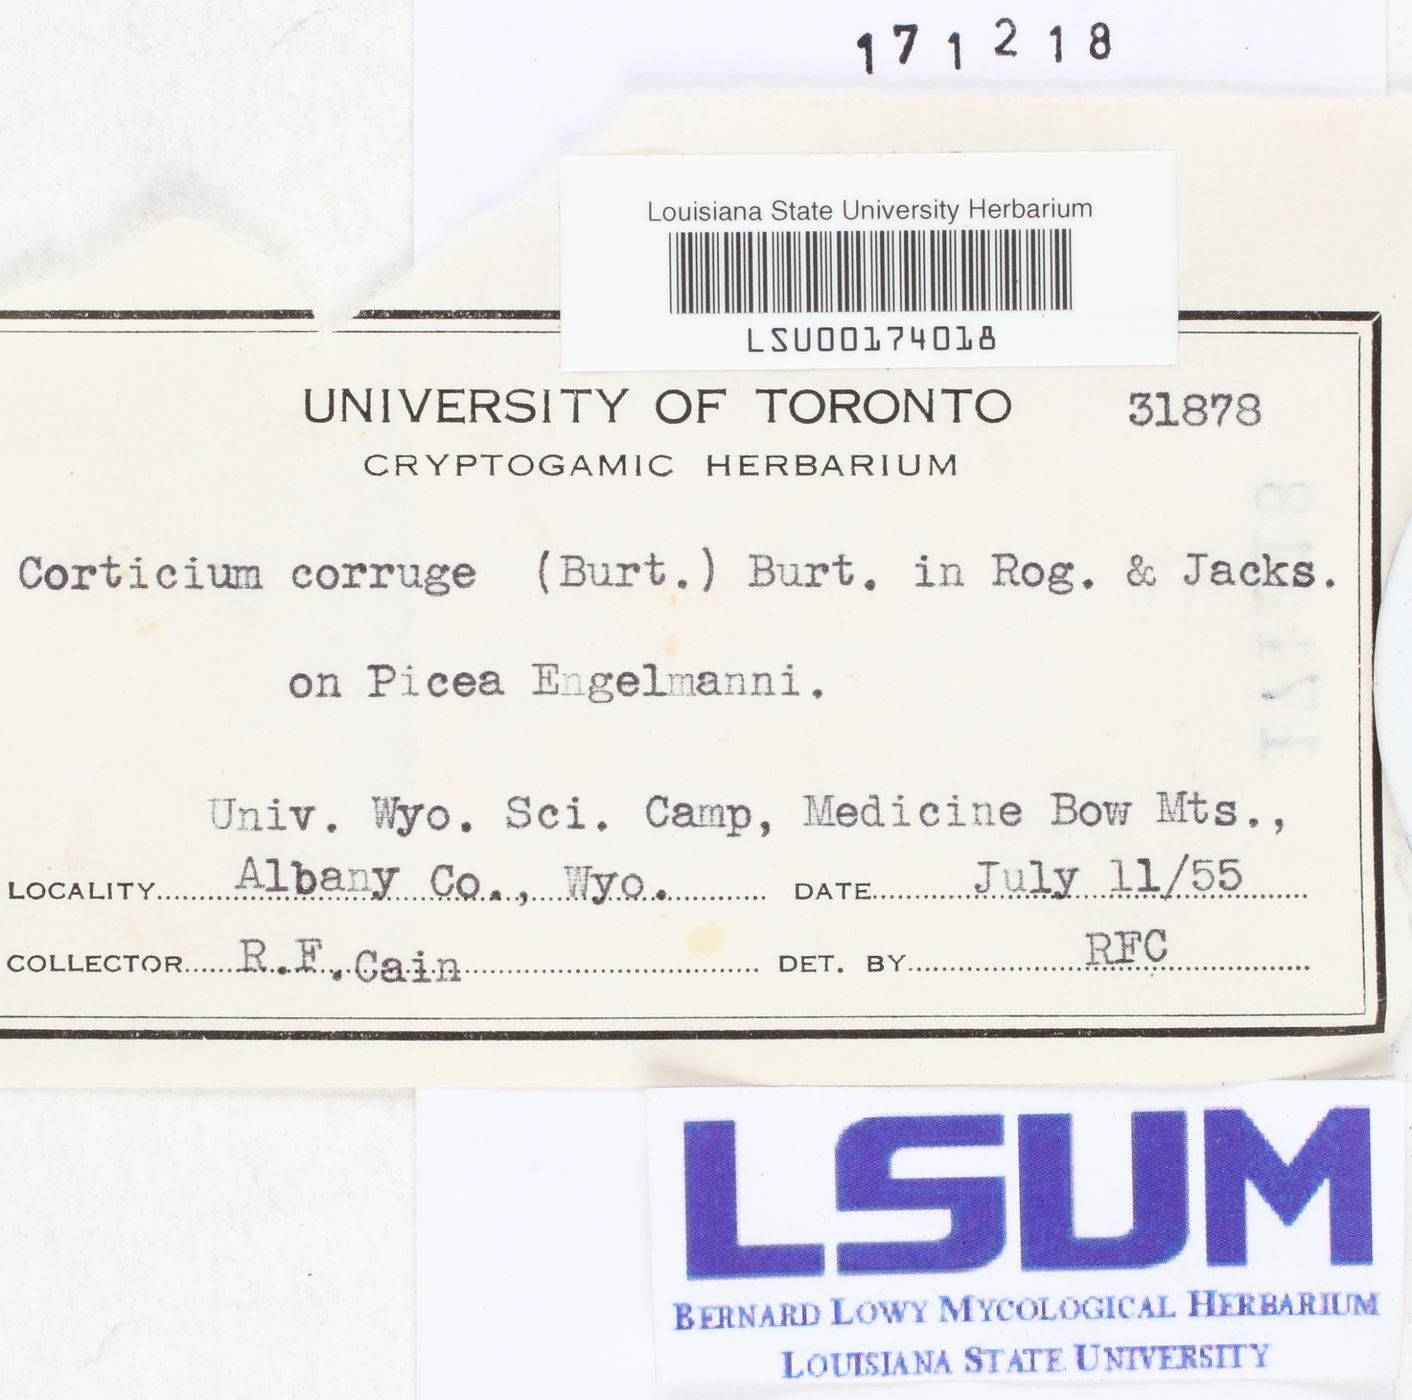 171218
Louisiana State University Herbarium
LSU00174018
UNIVERSITY OF TORONTO 31878
CRYPTOGAMIC HERBARIUM
Corticium corruge (Burt.) Burt. in Rog. & Jacks.
on Picea Engelmanni.
Univ. Wyo. Sci. Camp, Medicine Bow Mts.,
LOCALITY Albany Co., Wyo. DATE July 11/55
COLLECTOR R.F. Cain DET. BY RFC
LSUM
BERNARD LOWY MYCOLOGICAL HERBARIUM
LOUISIANA STATE UNIVERSITY